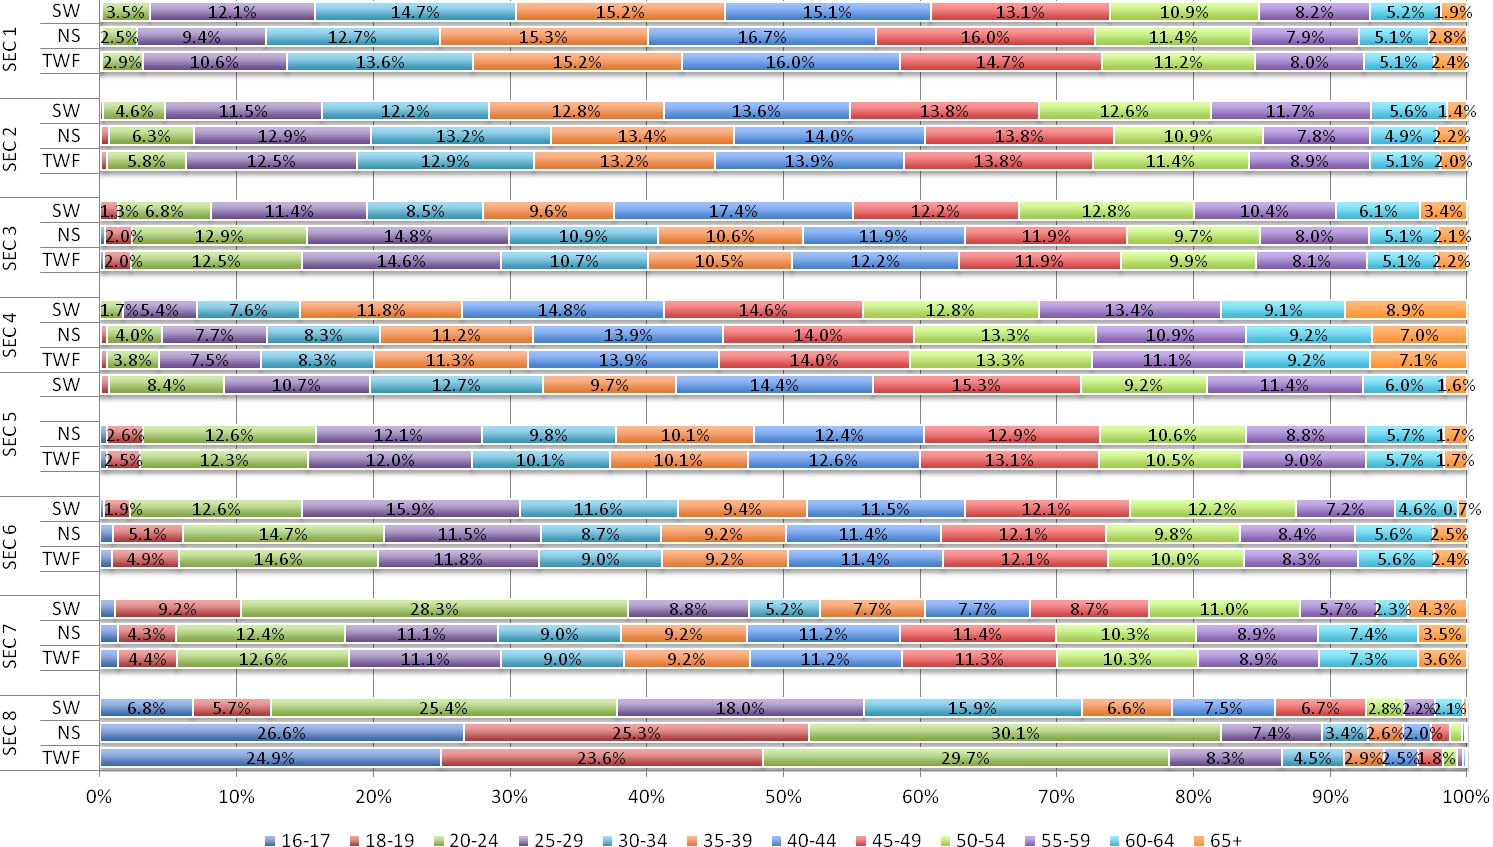 SEC 1
SW 3.5% 12.1% 14.7% 15.2% 15.1% 13.1% 10.9% 8.2% 5.2% 1.9%
NS 2.5% 9.4% 12.7% 15.3% 16.7% 16.0% 11.4% 7.9% 5.1% 2.8%
TWF 2.9% 10.6% 13.6% 15.2% 16.0% 14.7% 11.2% 8.0% 5.1% 2.4%
SEC 2
SW 4.6% 11.5% 12.2% 12.8% 13.6% 13.8% 12.6% 11.7% 5.6% 1.4%
NS 6.3% 12.9% 13.2% 13.4% 14.0% 13.8% 10.9% 7.8% 4.9% 2.2%
TWF 5.8% 12.5% 12.9% 13.2% 13.9% 13.8% 11.4% 8.9% 5.1% 2.0%
SEC 3
SW 1.3% 6.8% 11.4% 8.5% 9.6% 17.4% 12.2% 12.8% 10.4% 6.1% 3.4%
NS 2.0% 12.9% 14.8% 10.9% 10.6% 11.9% 11.9% 9.7% 8.0% 5.1% 2.1%
TWF 2.0% 12.5% 14.6% 10.7% 10.5% 12.2% 11.9% 9.9% 8.1% 5.1% 2.2%
SEC 4
SW 1.7% 5.4% 7.6% 11.8% 14.8% 14.6% 12.8% 13.4% 9.1% 8.9%
NS 4.0% 7.7% 8.3% 11.2% 13.9% 14.0% 13.3% 10.9% 9.2% 7.0%
TWF 3.8% 7.5% 8.3% 11.3% 13.9% 14.0% 13.3% 11.1% 9.2% 7.1%
SEC 5
SW 8.4% 10.7% 12.7% 9.7% 14.4% 15.3% 9.2% 11.4% 6.0% 1.6%
NS 2.6% 12.6% 12.1% 9.8% 10.1% 12.4% 12.9% 10.6% 8.8% 5.7% 1.7%
TWF 2.5% 12.3% 12.0% 10.1% 10.1% 12.6% 13.1% 10.5% 9.0% 5.7% 1.7%
SEC 6
SW 1.9% 12.6% 15.9% 11.6% 9.4% 11.5% 12.1% 12.2% 7.2% 4.6% 0.7%
NS 5.1% 14.7% 11.5% 8.7% 9.2% 11.4% 12.1% 9.8% 8.4% 5.6% 2.5%
TWF 4.9% 14.6% 11.8% 9.0% 9.2% 11.4% 12.1% 10.0% 8.3% 5.6% 2.4%
SEC 7
SW 9.2% 28.3% 8.8% 5.2% 7.7% 7.7% 8.7% 11.0% 5.7% 2.3% 4.3%
NS 4.3% 12.4% 11.1% 9.0% 9.2% 11.2% 11.4% 10.3% 8.9% 7.4% 3.5%
TWF 4.4% 12.6% 11.1% 9.0% 9.2% 11.2% 11.3% 10.3% 8.9% 7.3% 3.6%
SEC 8
SW 6.8% 5.7% 25.4% 18.0% 15.9% 6.6% 7.5% 6.7% 2.8% 2.2% 2.1%
NS 26.6% 25.3% 30.1% 7.4% 3.4% 2.6% 2.0%
TWF 24.9% 23.6% 29.7% 8.3% 4.5% 2.9% 2.5% 1.8%
0% 10% 20% 30% 40% 50% 60% 70% 80% 90% 100%
16-17 18-19 20-24 25-29 30-34 35-39 40-44 45-49 50-54 55-59 60-64 65+